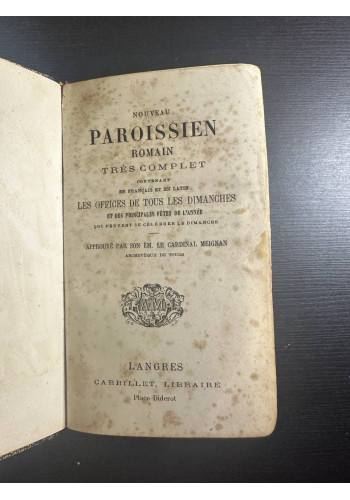 NOUVEAU
PAROISSIEN
ROMAIN
TRÈS COMPLET
CONTENANT
EN FRANÇAIS ET EN LATIN
LES OFFICES DE TOUS LES DIMANCHES
ET DES PRINCIPALES FÊTES DE L'ANNÉE
QUI PEUVENT SE CÉLÉBRER LE DIMANCHE
APPROUVÉ PAR SON ÉM. LE CARDINAL MEIGNAN
ARCHEVÊQUE DE TOURS
LANGRES
CARBILLET, LIBRAIRE
Place Diderot